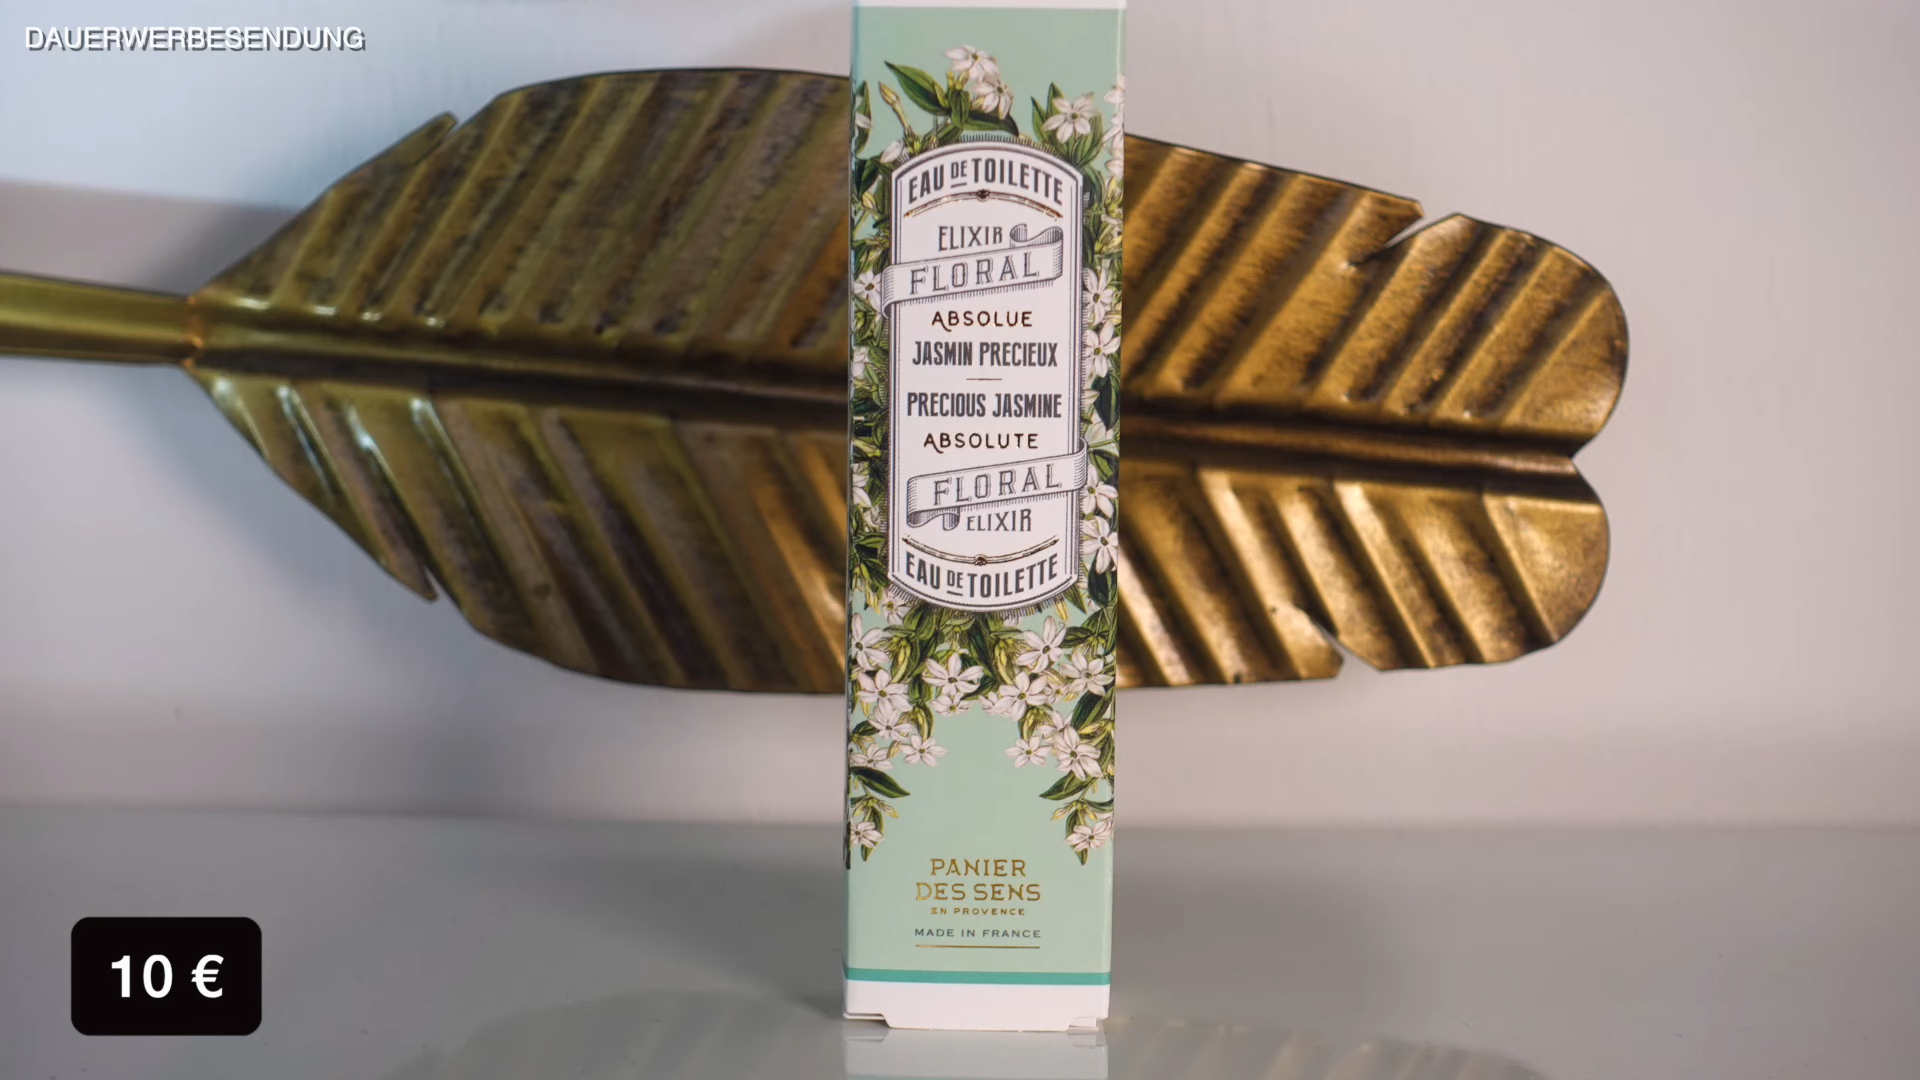 DAUERWERBESENDUNG
EAU DE TOILETTE
ELIXIR
FLORAL
ABSOLUE
JASMIN PRECIEUX
PRECIOUS JASMINE
ABSOLUTE
FLORAL
ELIXIR
EAU DE TOILETTE
PANIER
DES SENS
EN PROVENCE
MADE IN FRANCE
10 €